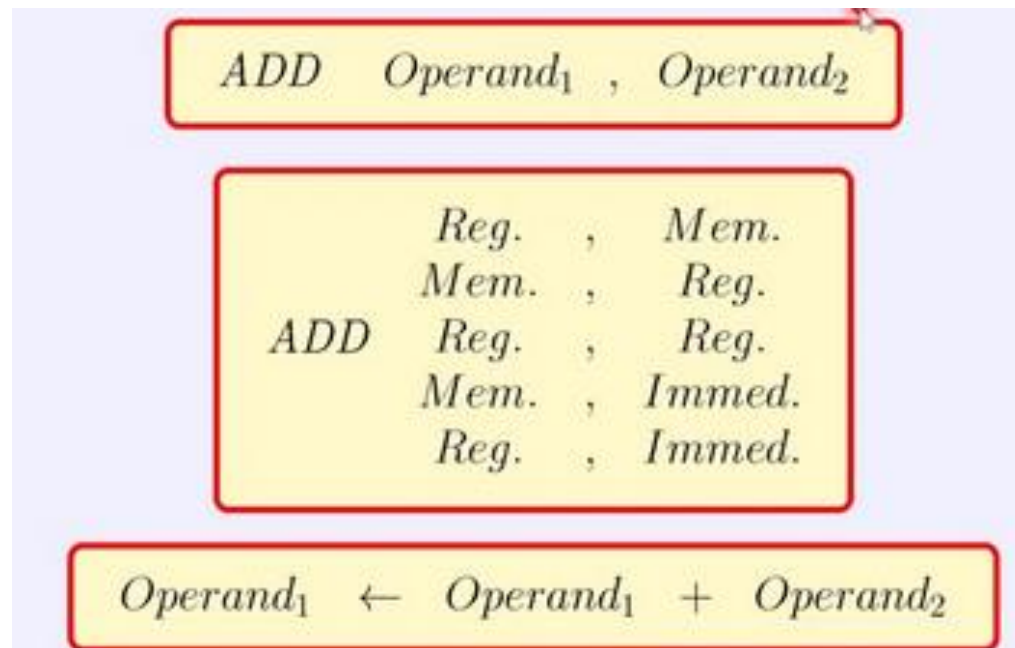 ADD Operand₁ , Operand₂
Reg. , Mem.
Mem. , Reg.
ADD Reg. , Reg.
Mem. , Immed.
Reg. , Immed.
Operand₁ ← Operand₁ + Operand₂